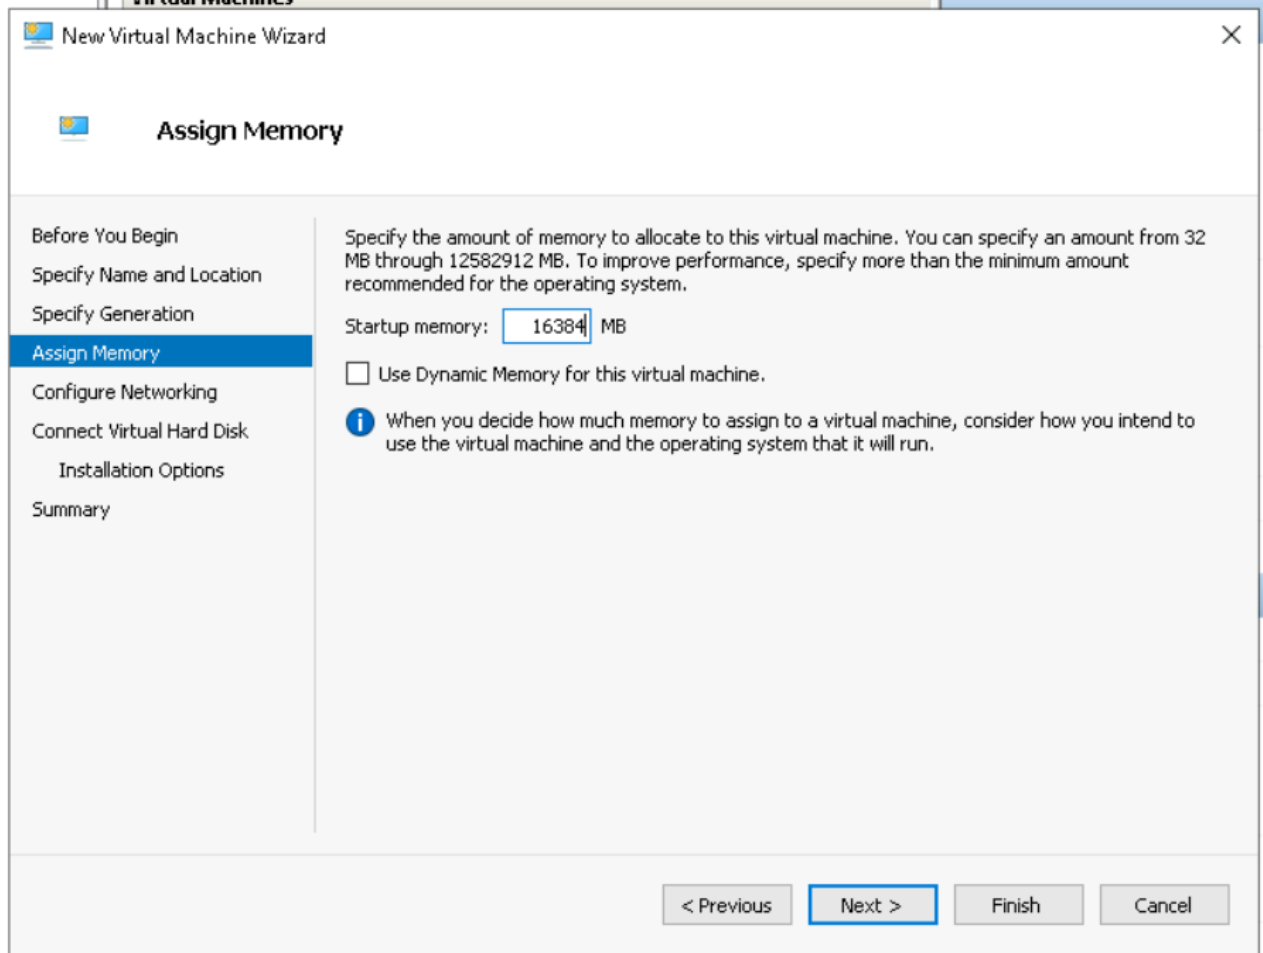 Virtual Machines
New Virtual Machine Wizard
Assign Memory
Before You Begin
Specify Name and Location
Specify Generation
Assign Memory
Configure Networking
Connect Virtual Hard Disk
Installation Options
Summary
Specify the amount of memory to allocate to this virtual machine. You can specify an amount from 32
MB through 12582912 MB. To improve performance, specify more than the minimum amount
recommended for the operating system.
Startup memory: 16384 MB
Use Dynamic Memory for this virtual machine.
When you decide how much memory to assign to a virtual machine, consider how you intend to
use the virtual machine and the operating system that it will run.
< Previous Next > Finish Cancel